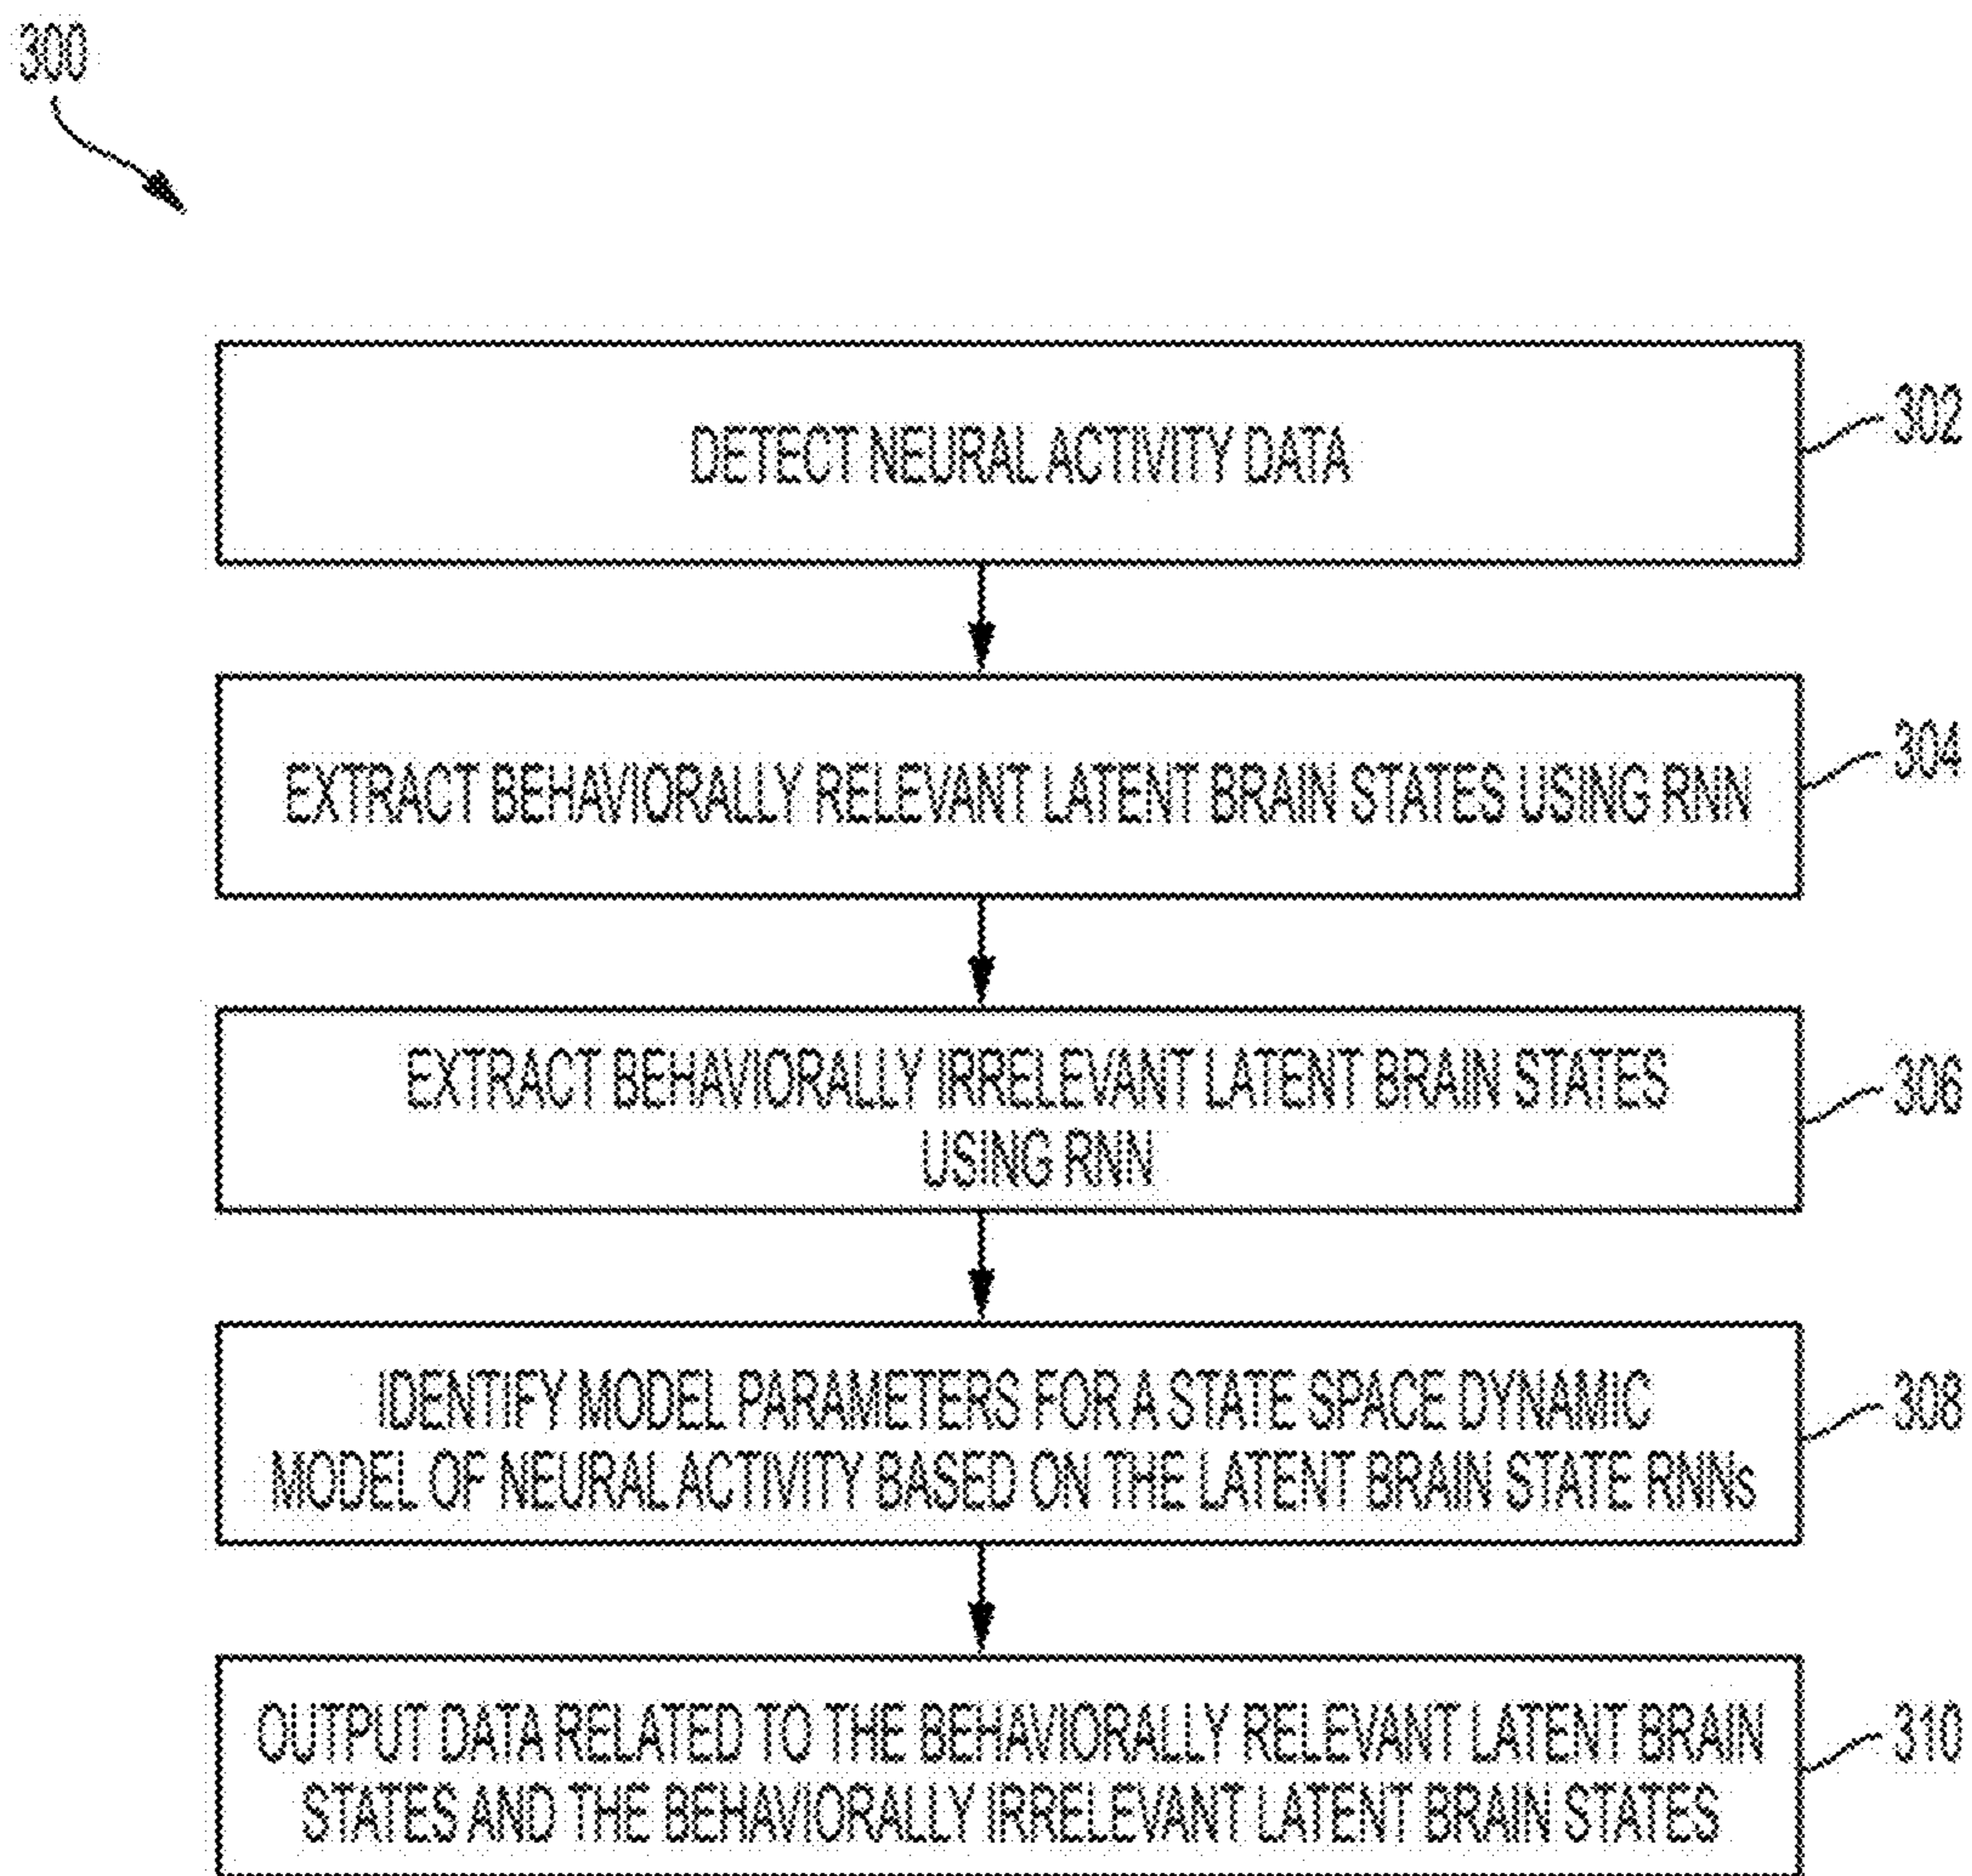 300
DETECT NEURAL ACTIVITY DATA
302
EXTRACT BEHAVIORALLY RELEVANT LATENT BRAIN STATES USING RNN
304
EXTRACT BEHAVIORALLY IRRELEVANT LATENT BRAIN STATES
USING RNN
306
IDENTIFY MODEL PARAMETERS FOR A STATE SPACE DYNAMIC
MODEL OF NEURAL ACTIVITY BASED ON THE LATENT BRAIN STATE RNNs
308
OUTPUT DATA RELATED TO THE BEHAVIORALLY RELEVANT LATENT BRAIN
STATES AND THE BEHAVIORALLY IRRELEVANT LATENT BRAIN STATES
310